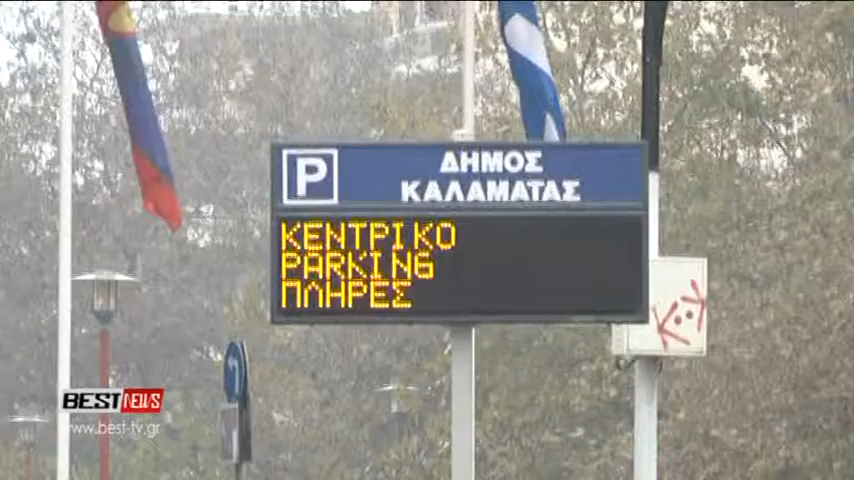 P
ΔΗΜΟΣ
ΚΑΛΑΜΑΤΑΣ
ΚΕΝΤΡΙΚΟ
PARKING
ΠΛΗΡΕΣ
BEST NEWS
www.best-tv.gr